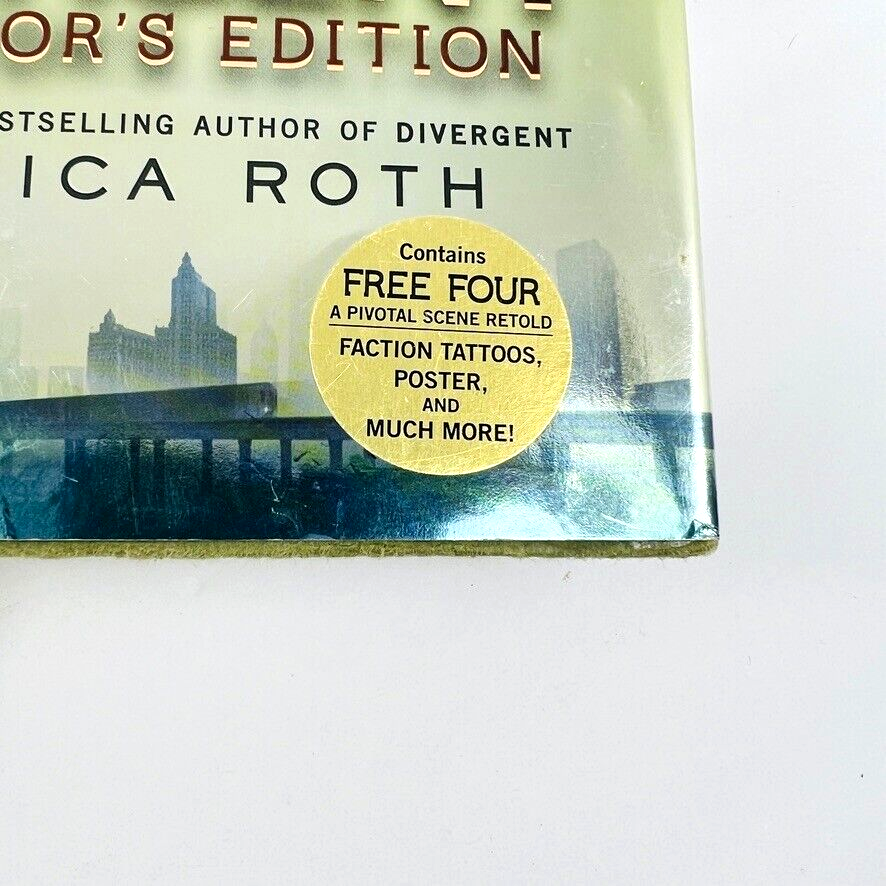 OR'S EDITION
STSELLING AUTHOR OF DIVERGENT
ICA ROTH
Contains
FREE FOUR
A PIVOTAL SCENE RETOLD
FACTION TATTOOS,
POSTER,
AND
MUCH MORE!